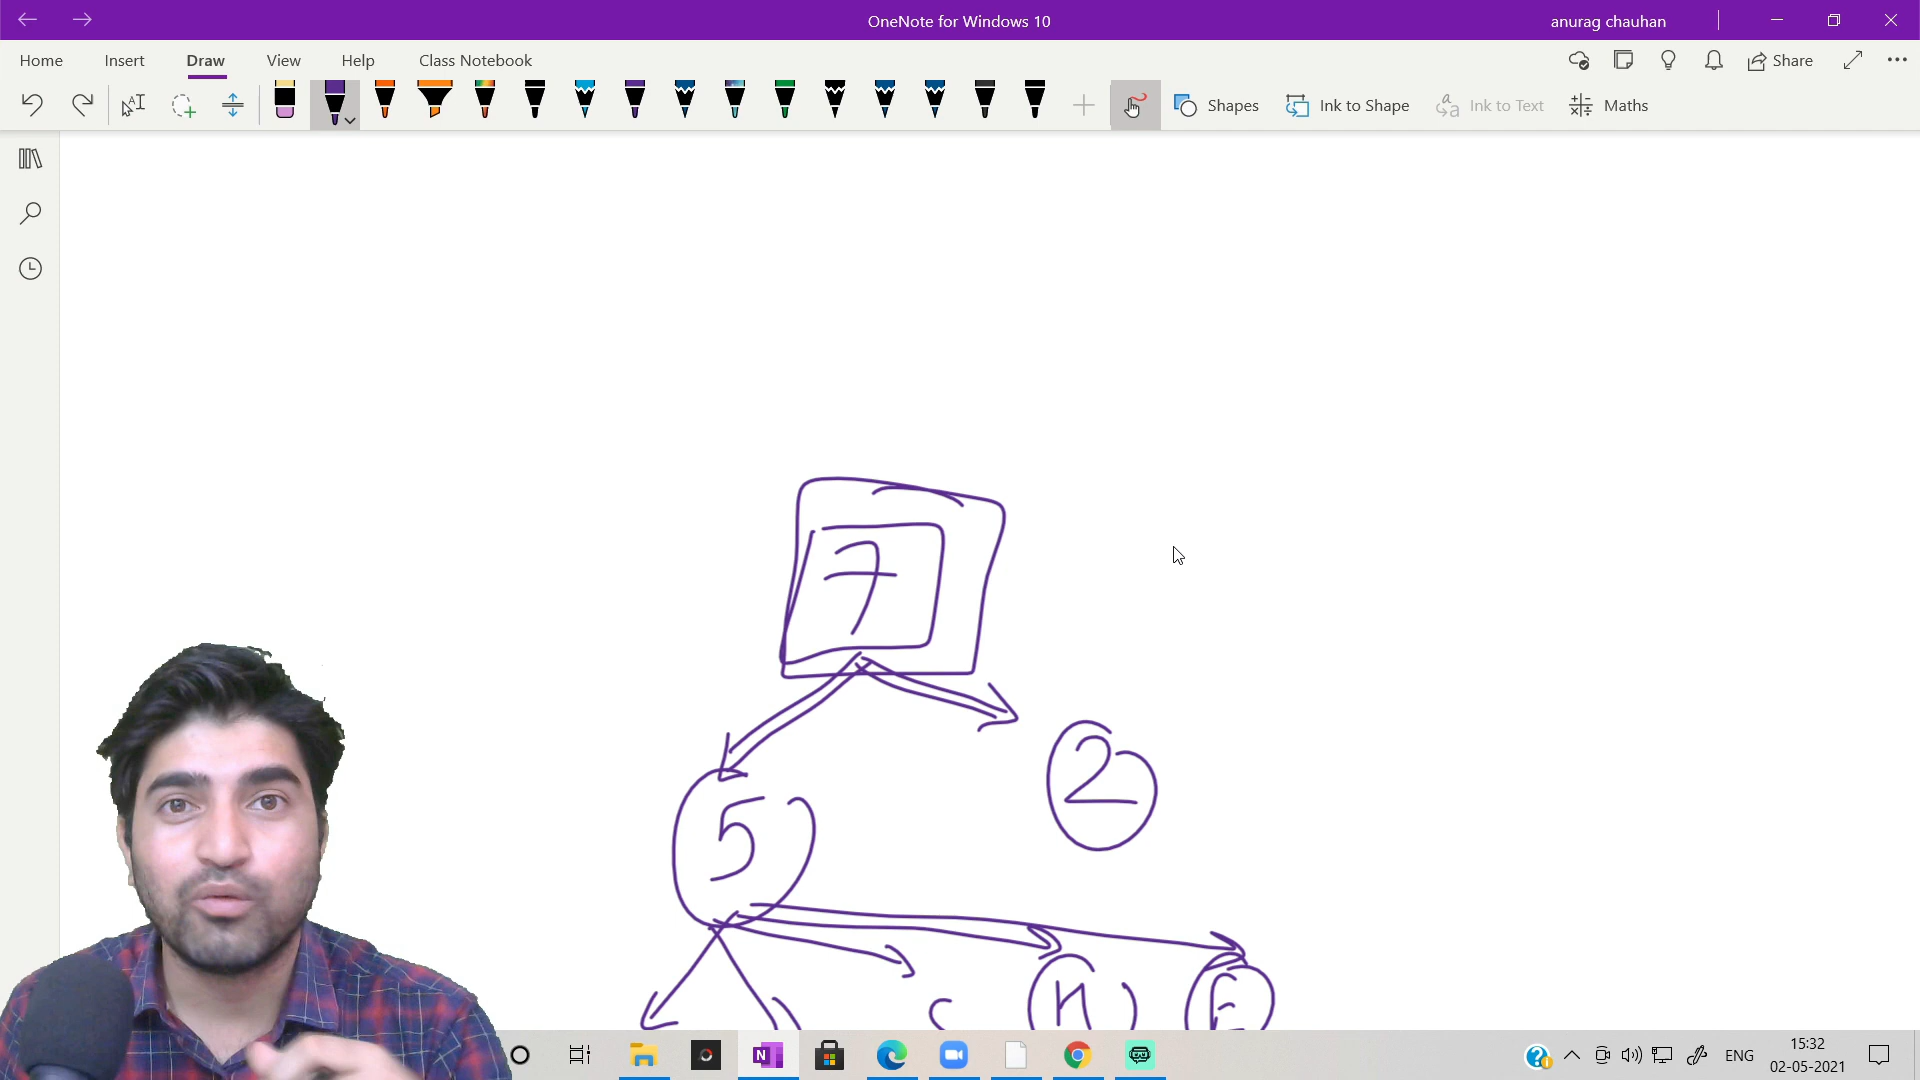 OneNote for Windows 10
anurag chauhan
Home Insert Draw View Help Class Notebook
Share
Shapes Ink to Shape Ink to Text Maths
7
5
2
ENG
15:32
02-05-2021